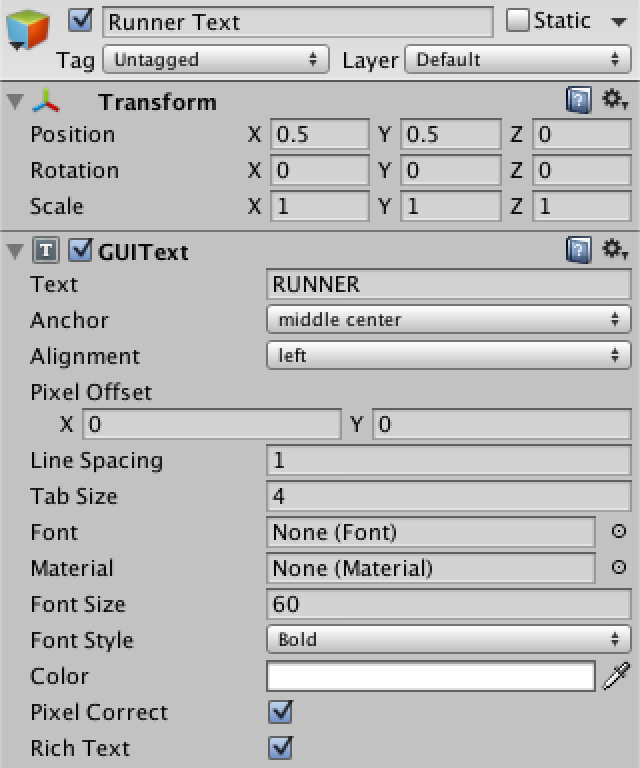 Runner Text Static
Tag Untagged Layer Default
Transform
Position X 0.5 Y 0.5 Z 0
Rotation X 0 Y 0 Z 0
Scale X 1 Y 1 Z 1
T GUIText
Text RUNNER
Anchor middle center
Alignment left
Pixel Offset
X 0 Y 0
Line Spacing 1
Tab Size 4
Font None (Font)
Material None (Material)
Font Size 60
Font Style Bold
Color
Pixel Correct
Rich Text